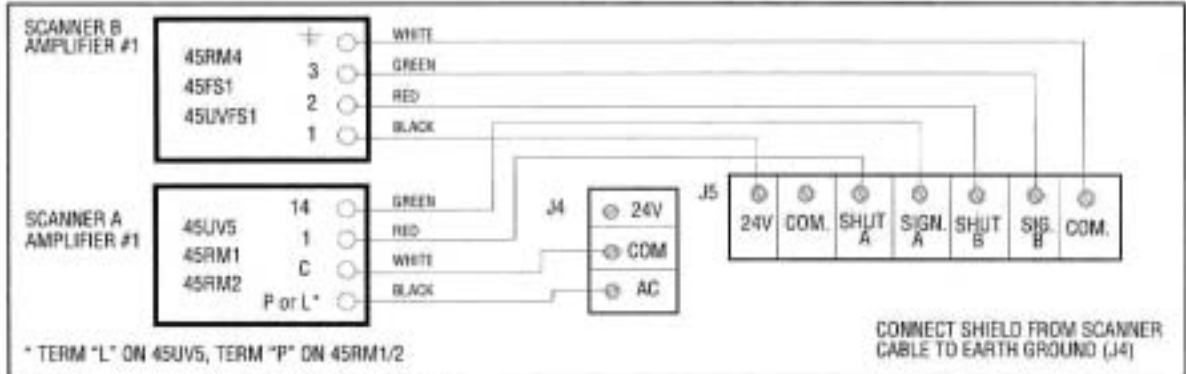 SCANNER B
AMPLIFIER #1
45RM4
45FS1
45UVFS1
3
2
1
WHITE
GREEN
RED
BLACK
SCANNER A
AMPLIFIER #1
45UV5
45RM1
45RM2
14
1
C
P or L*
GREEN
RED
WHITE
BLACK
J4
24V
COM
AC
J5
24V
COM.
SHUT
A
SIGN.
A
SHUT
B
SIG.
B
COM.
* TERM "L" ON 45UV5, TERM "P" ON 45RM1/2
CONNECT SHIELD FROM SCANNER
CABLE TO EARTH GROUND (J4)